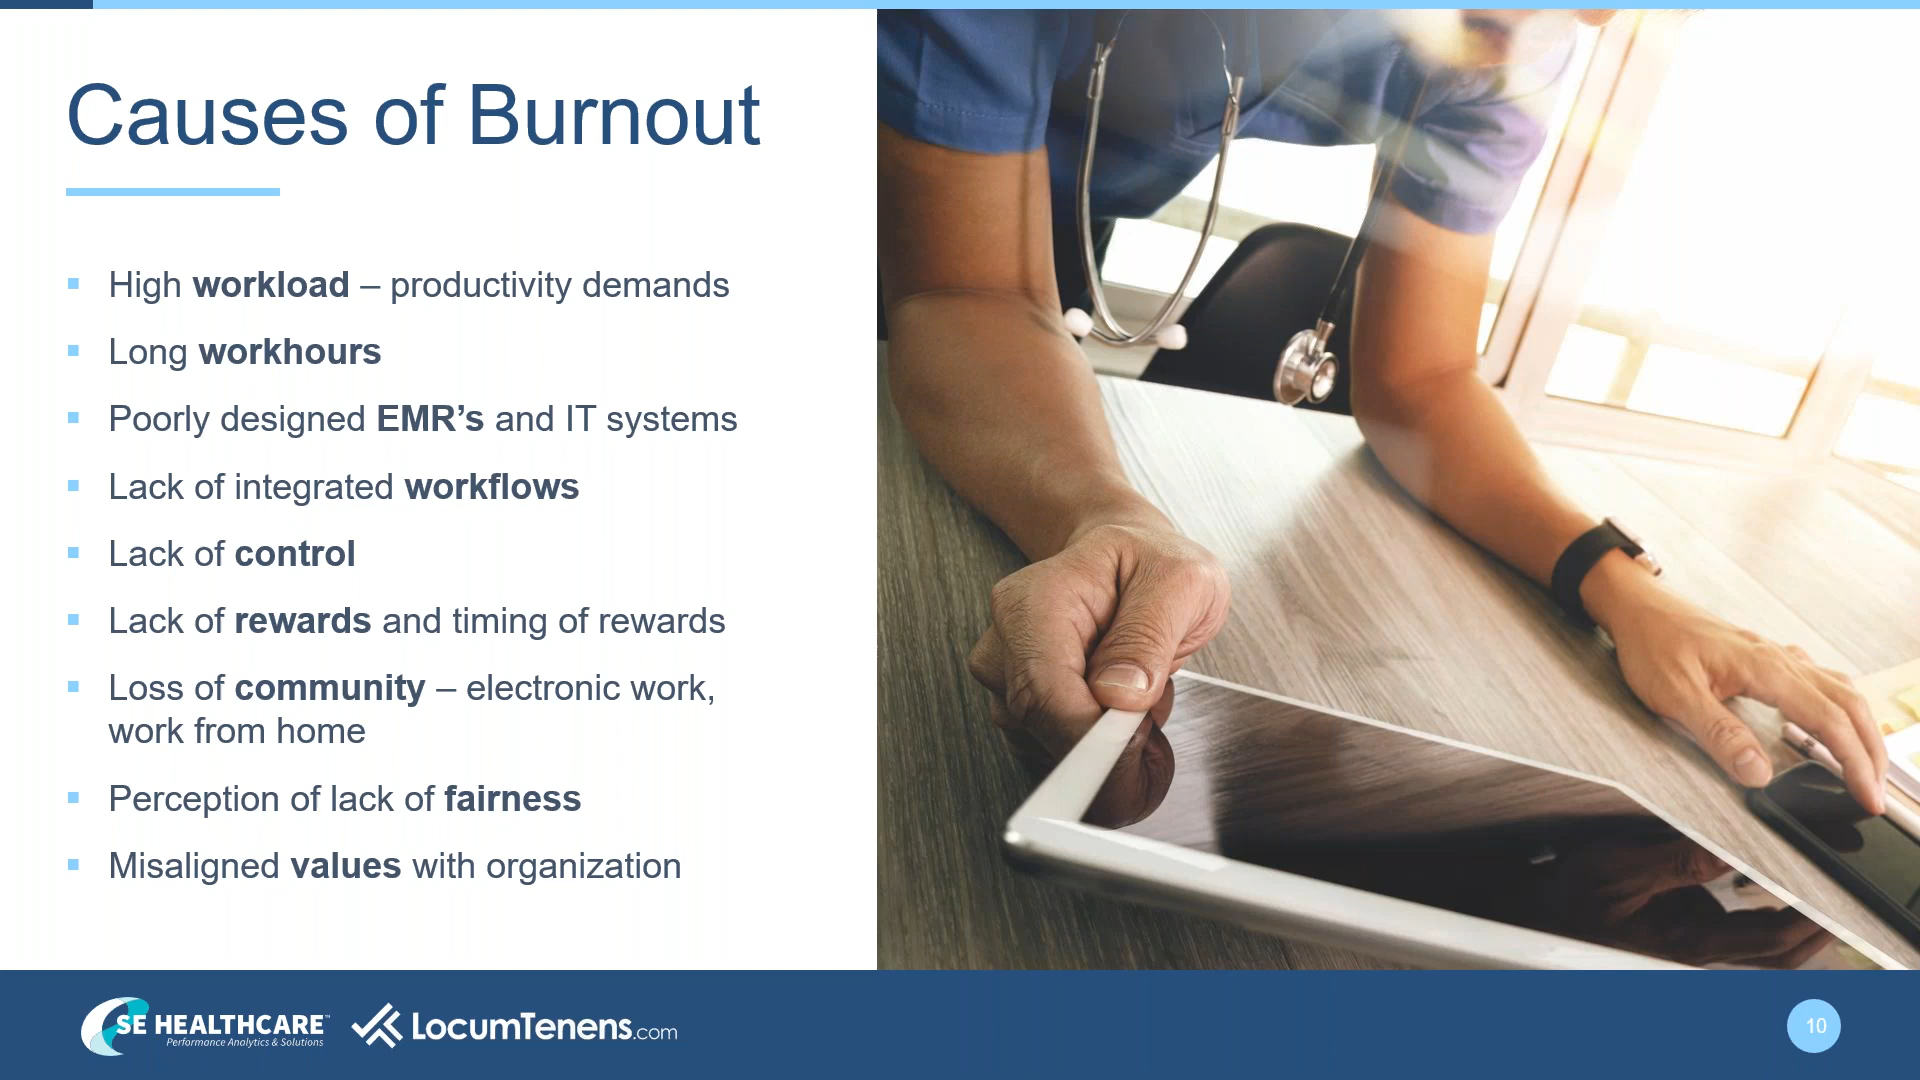 Causes of Burnout
High workload – productivity demands
Long workhours
Poorly designed EMR’s and IT systems
Lack of integrated workflows
Lack of control
Lack of rewards and timing of rewards
Loss of community – electronic work,
work from home
Perception of lack of fairness
Misaligned values with organization
SE HEALTHCARE™
Performance Analytics & Solutions
LocumTenens.com
10